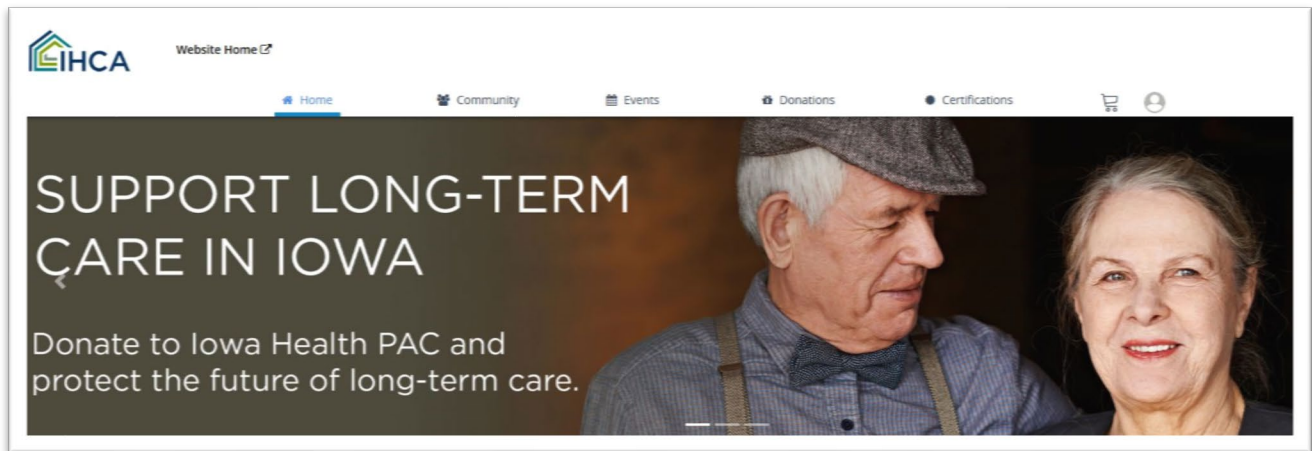 IHCA
Website Home
Home
Community
Events
Donations
Certifications
SUPPORT LONG-TERM
CARE IN IOWA
Donate to Iowa Health PAC and
protect the future of long-term care.